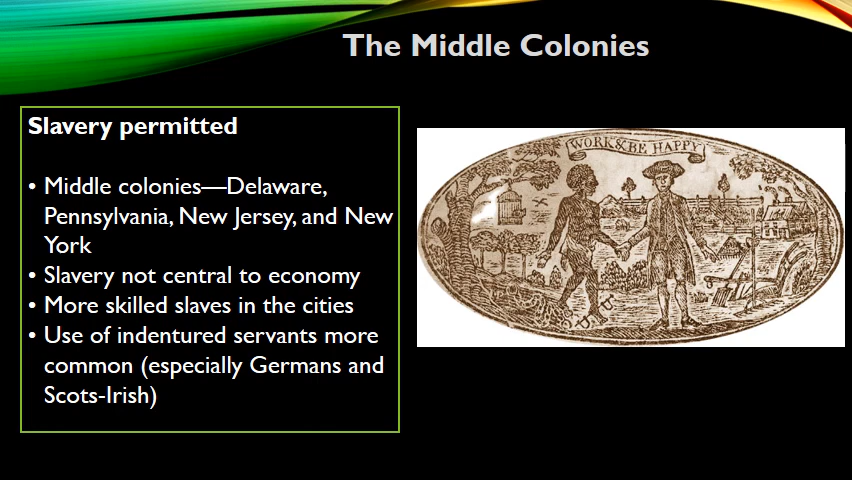 The Middle Colonies
Slavery permitted
• Middle colonies—Delaware,
Pennsylvania, New Jersey, and New
York
• Slavery not central to economy
• More skilled slaves in the cities
• Use of indentured servants more
common (especially Germans and
Scots-Irish)
WORK & BE HAPPY